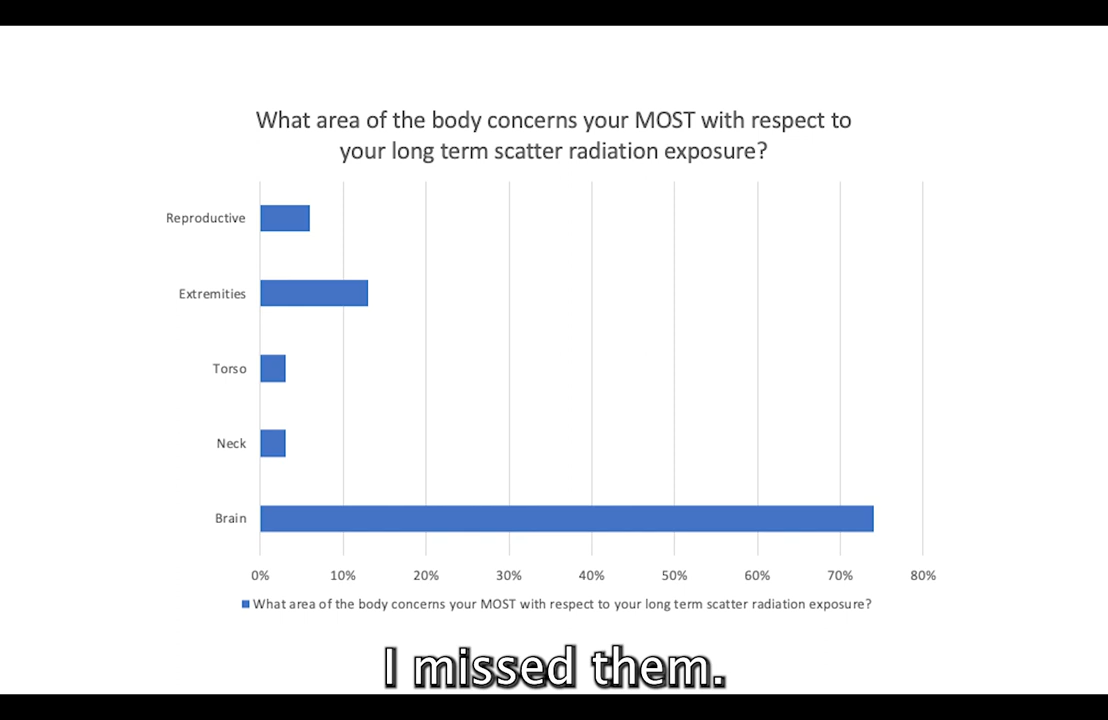 What area of the body concerns your MOST with respect to
your long term scatter radiation exposure?
Reproductive
Extremities
Torso
Neck
Brain
0% 10% 20% 30% 40% 50% 60% 70% 80%
What area of the body concerns your MOST with respect to your long term scatter radiation exposure?
I missed them.